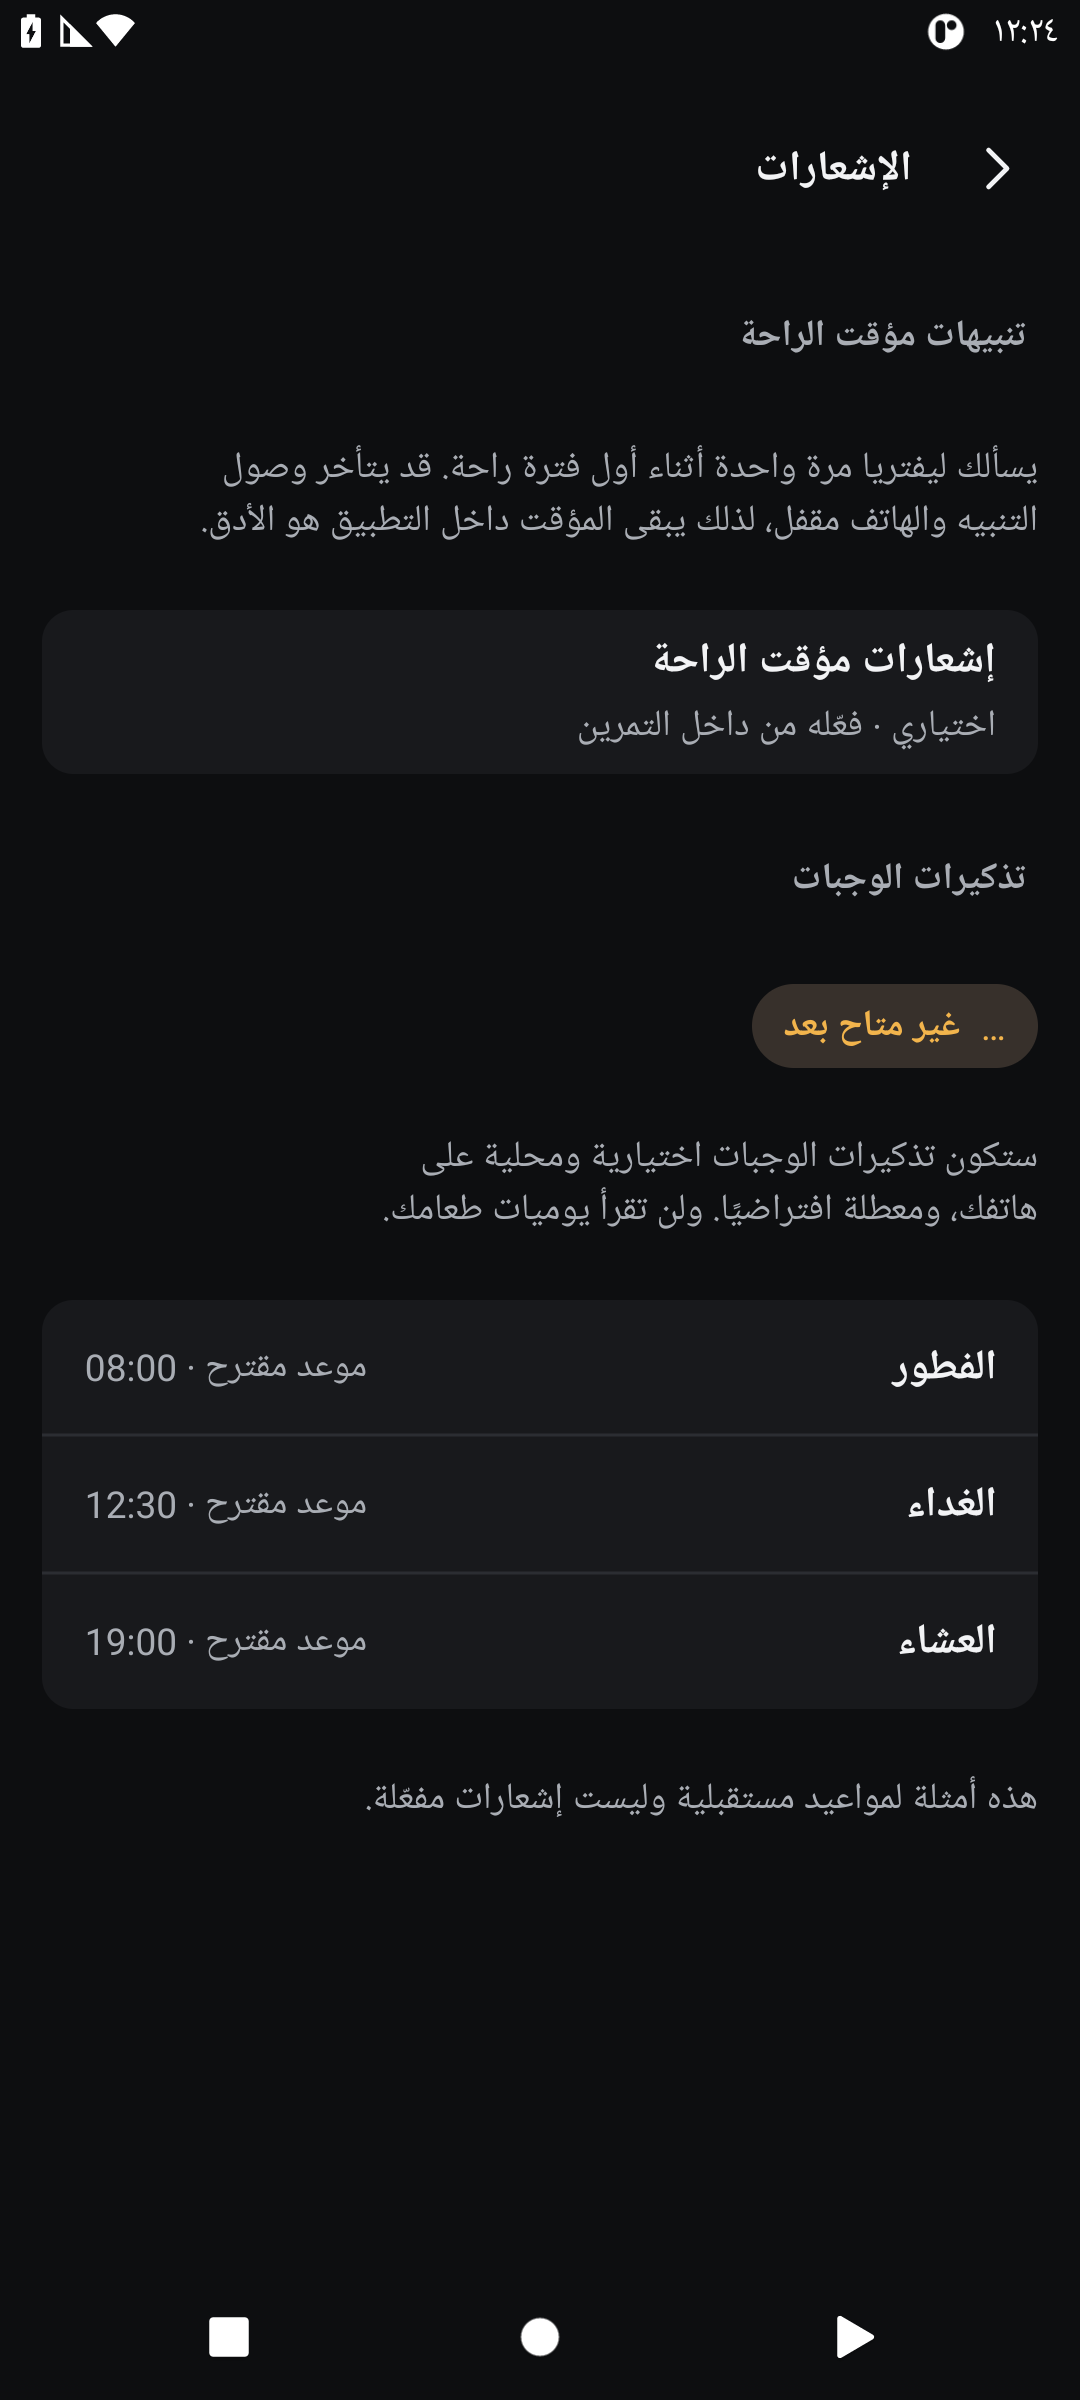 ١٢:٢٤
الإشعارات
تنبيهات مؤقت الراحة
يسألك ليفتريا مرة واحدة أثناء أول فترة راحة. قد يتأخر وصول
التنبيه والهاتف مقفل، لذلك يبقى المؤقت داخل التطبيق هو الأدق.
إشعارات مؤقت الراحة
اختياري · فعّله من داخل التمرين
تذكيرات الوجبات
... غير متاح بعد
ستكون تذكيرات الوجبات اختيارية ومحلية على
هاتفك، ومعطلة افتراضيًا. ولن تقرأ يوميات طعامك.
الفطور
موعد مقترح · 08:00
الغداء
موعد مقترح · 12:30
العشاء
موعد مقترح · 19:00
هذه أمثلة لمواعيد مستقبلية وليست إشعارات مفعّلة.